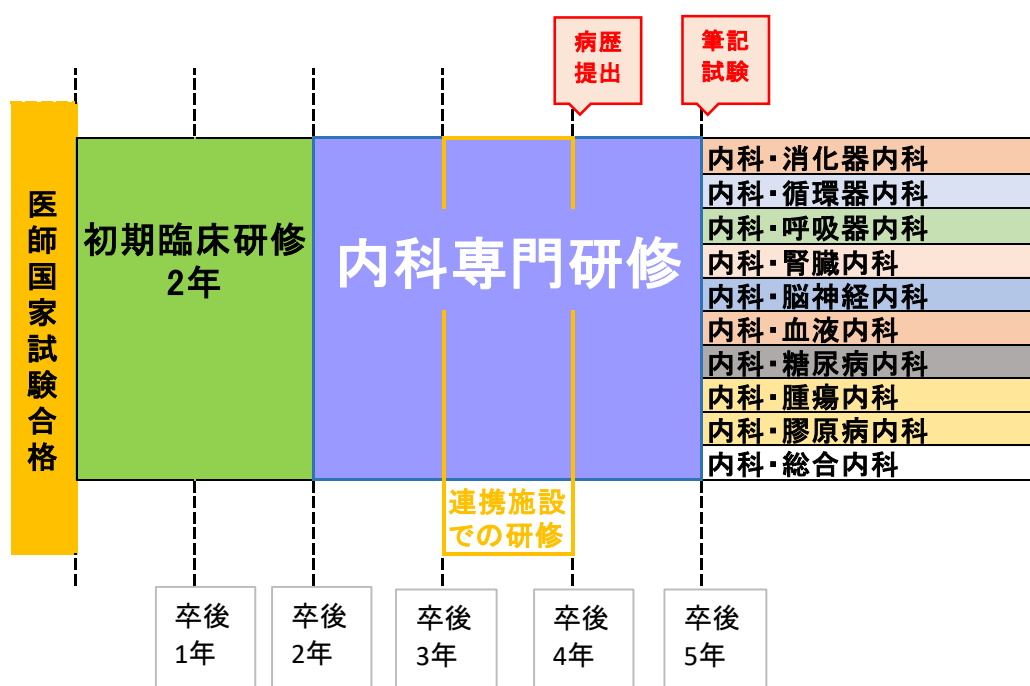 病歴
提出
筆記
試験
医師国家試験合格
初期臨床研修
2年
内科専門研修
内科・消化器内科
内科・循環器内科
内科・呼吸器内科
内科・腎臓内科
内科・脳神経内科
内科・血液内科
内科・糖尿病内科
内科・腫瘍内科
内科・膠原病内科
内科・総合内科
連携施設
での研修
卒後
1年
卒後
2年
卒後
3年
卒後
4年
卒後
5年